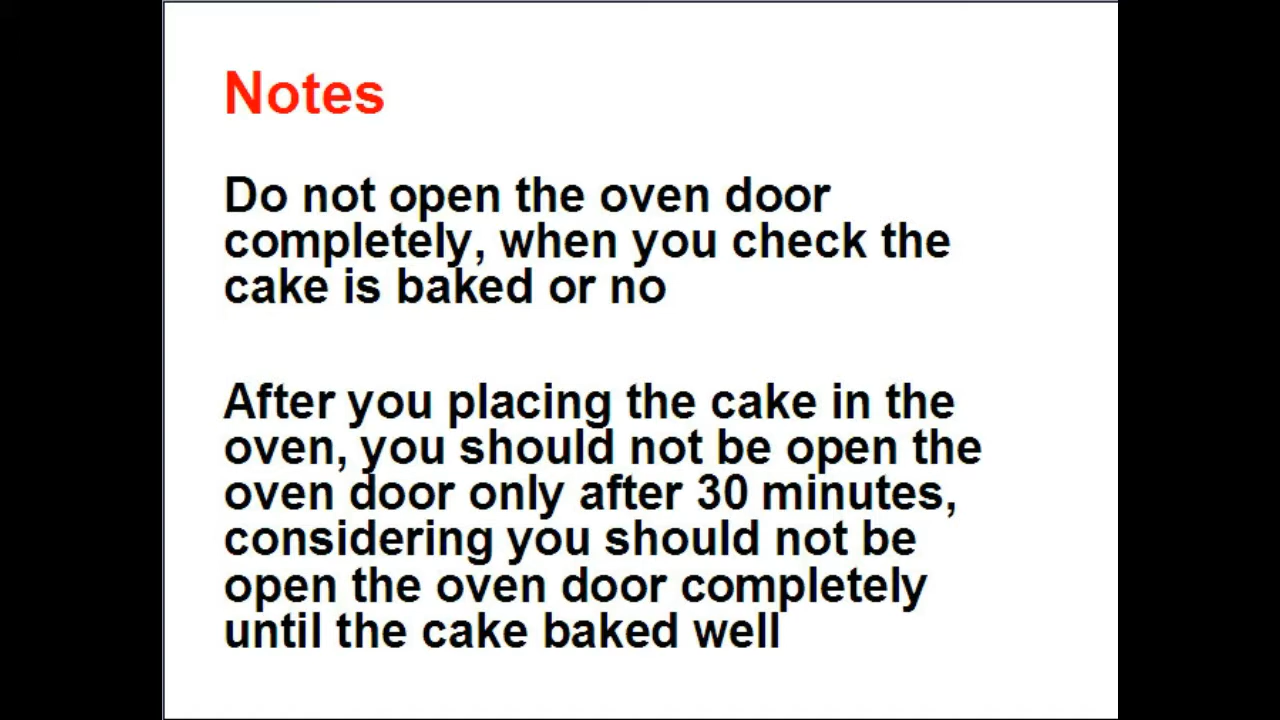 Notes
Do not open the oven door
completely, when you check the
cake is baked or no
After you placing the cake in the
oven, you should not be open the
oven door only after 30 minutes,
considering you should not be
open the oven door completely
until the cake baked well